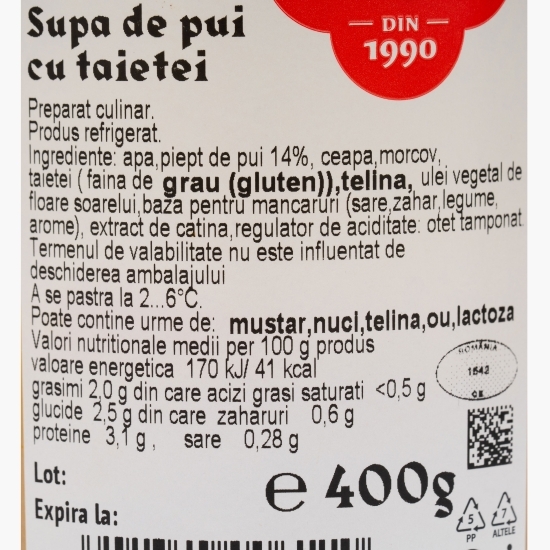 Supa de pui
cu taietei
DIN
1990
Preparat culinar.
Produs refrigerat.
Ingrediente: apa,piept de pui 14%, ceapa,morcov,
taietei (faina de grau (gluten)),telina, ulei vegetal de
floare soarelui,baza pentru mancaruri (sare,zahar,legume,
arome), extract de catina,regulator de aciditate: otet tamponat.
Termenul de valabilitate nu este influentat de
deschiderea ambalajului
A se pastra la 2...6°C.
Poate contine urme de: mustar,nuci,telina,ou,lactoza
Valori nutritionale medii per 100 g produs
valoare energetica 170 kJ/ 41 kcal
grasimi 2,0 g din care acizi grasi saturati <0,5 g
glucide 2,5 g din care zaharuri 0,6 g
proteine 3,1 g , sare 0,28 g
ROMÂNIA
1642
CE
Lot:
Expira la:
℮ 400g
5
PP
7
ALTELE